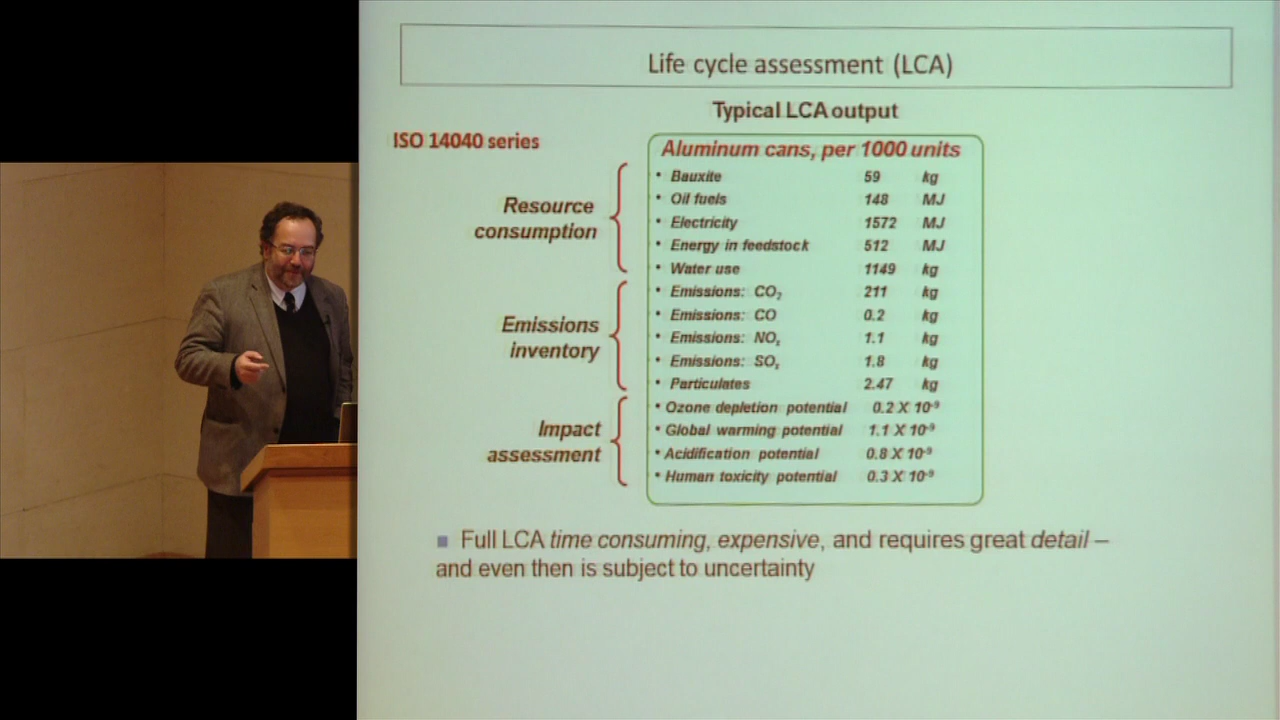 Life cycle assessment (LCA)
Typical LCA output
ISO 14040 series
Aluminum cans, per 1000 units
Resource consumption
• Bauxite 59 kg
• Oil fuels 148 MJ
• Electricity 1572 MJ
• Energy in feedstock 512 MJ
• Water use 1149 kg
Emissions inventory
• Emissions: CO₂ 211 kg
• Emissions: CO 0.2 kg
• Emissions: NOₓ 1.1 kg
• Emissions: SOₓ 1.8 kg
• Particulates 2.47 kg
Impact assessment
• Ozone depletion potential 0.2 X 10⁻⁹
• Global warming potential 1.1 X 10⁻⁹
• Acidification potential 0.8 X 10⁻⁹
• Human toxicity potential 0.3 X 10⁻⁹
■ Full LCA time consuming, expensive, and requires great detail –
and even then is subject to uncertainty